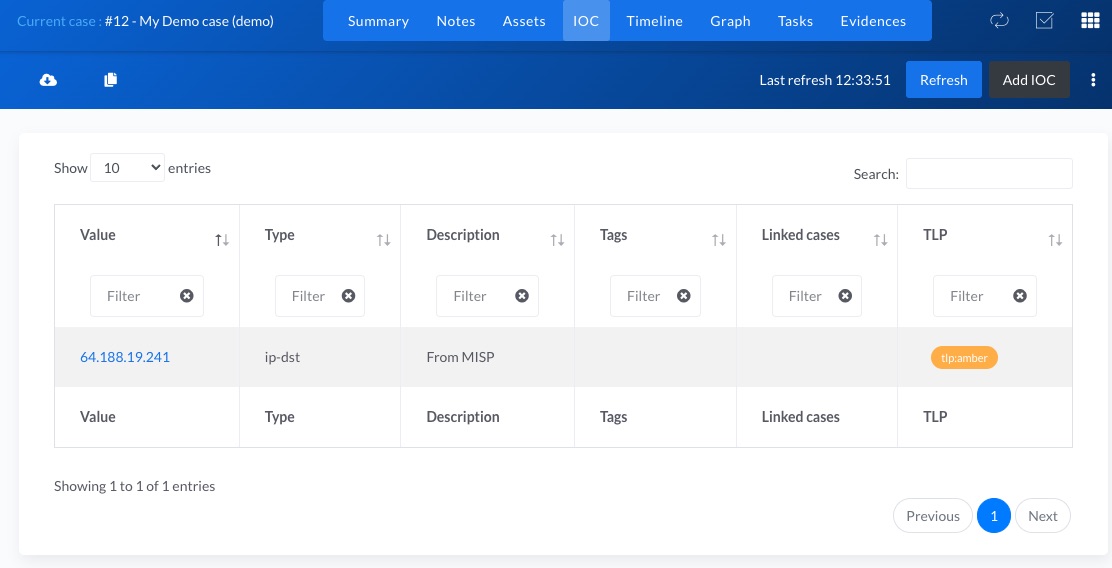 Current case : #12 - My Demo case (demo)
Summary Notes Assets IOC Timeline Graph Tasks Evidences
Last refresh 12:33:51 Refresh Add IOC
Show 10 entries
Search:
Value Type Description Tags Linked cases TLP
Filter Filter Filter Filter Filter Filter
64.188.19.241 ip-dst From MISP tlp:amber
Value Type Description Tags Linked cases TLP
Showing 1 to 1 of 1 entries
Previous 1 Next